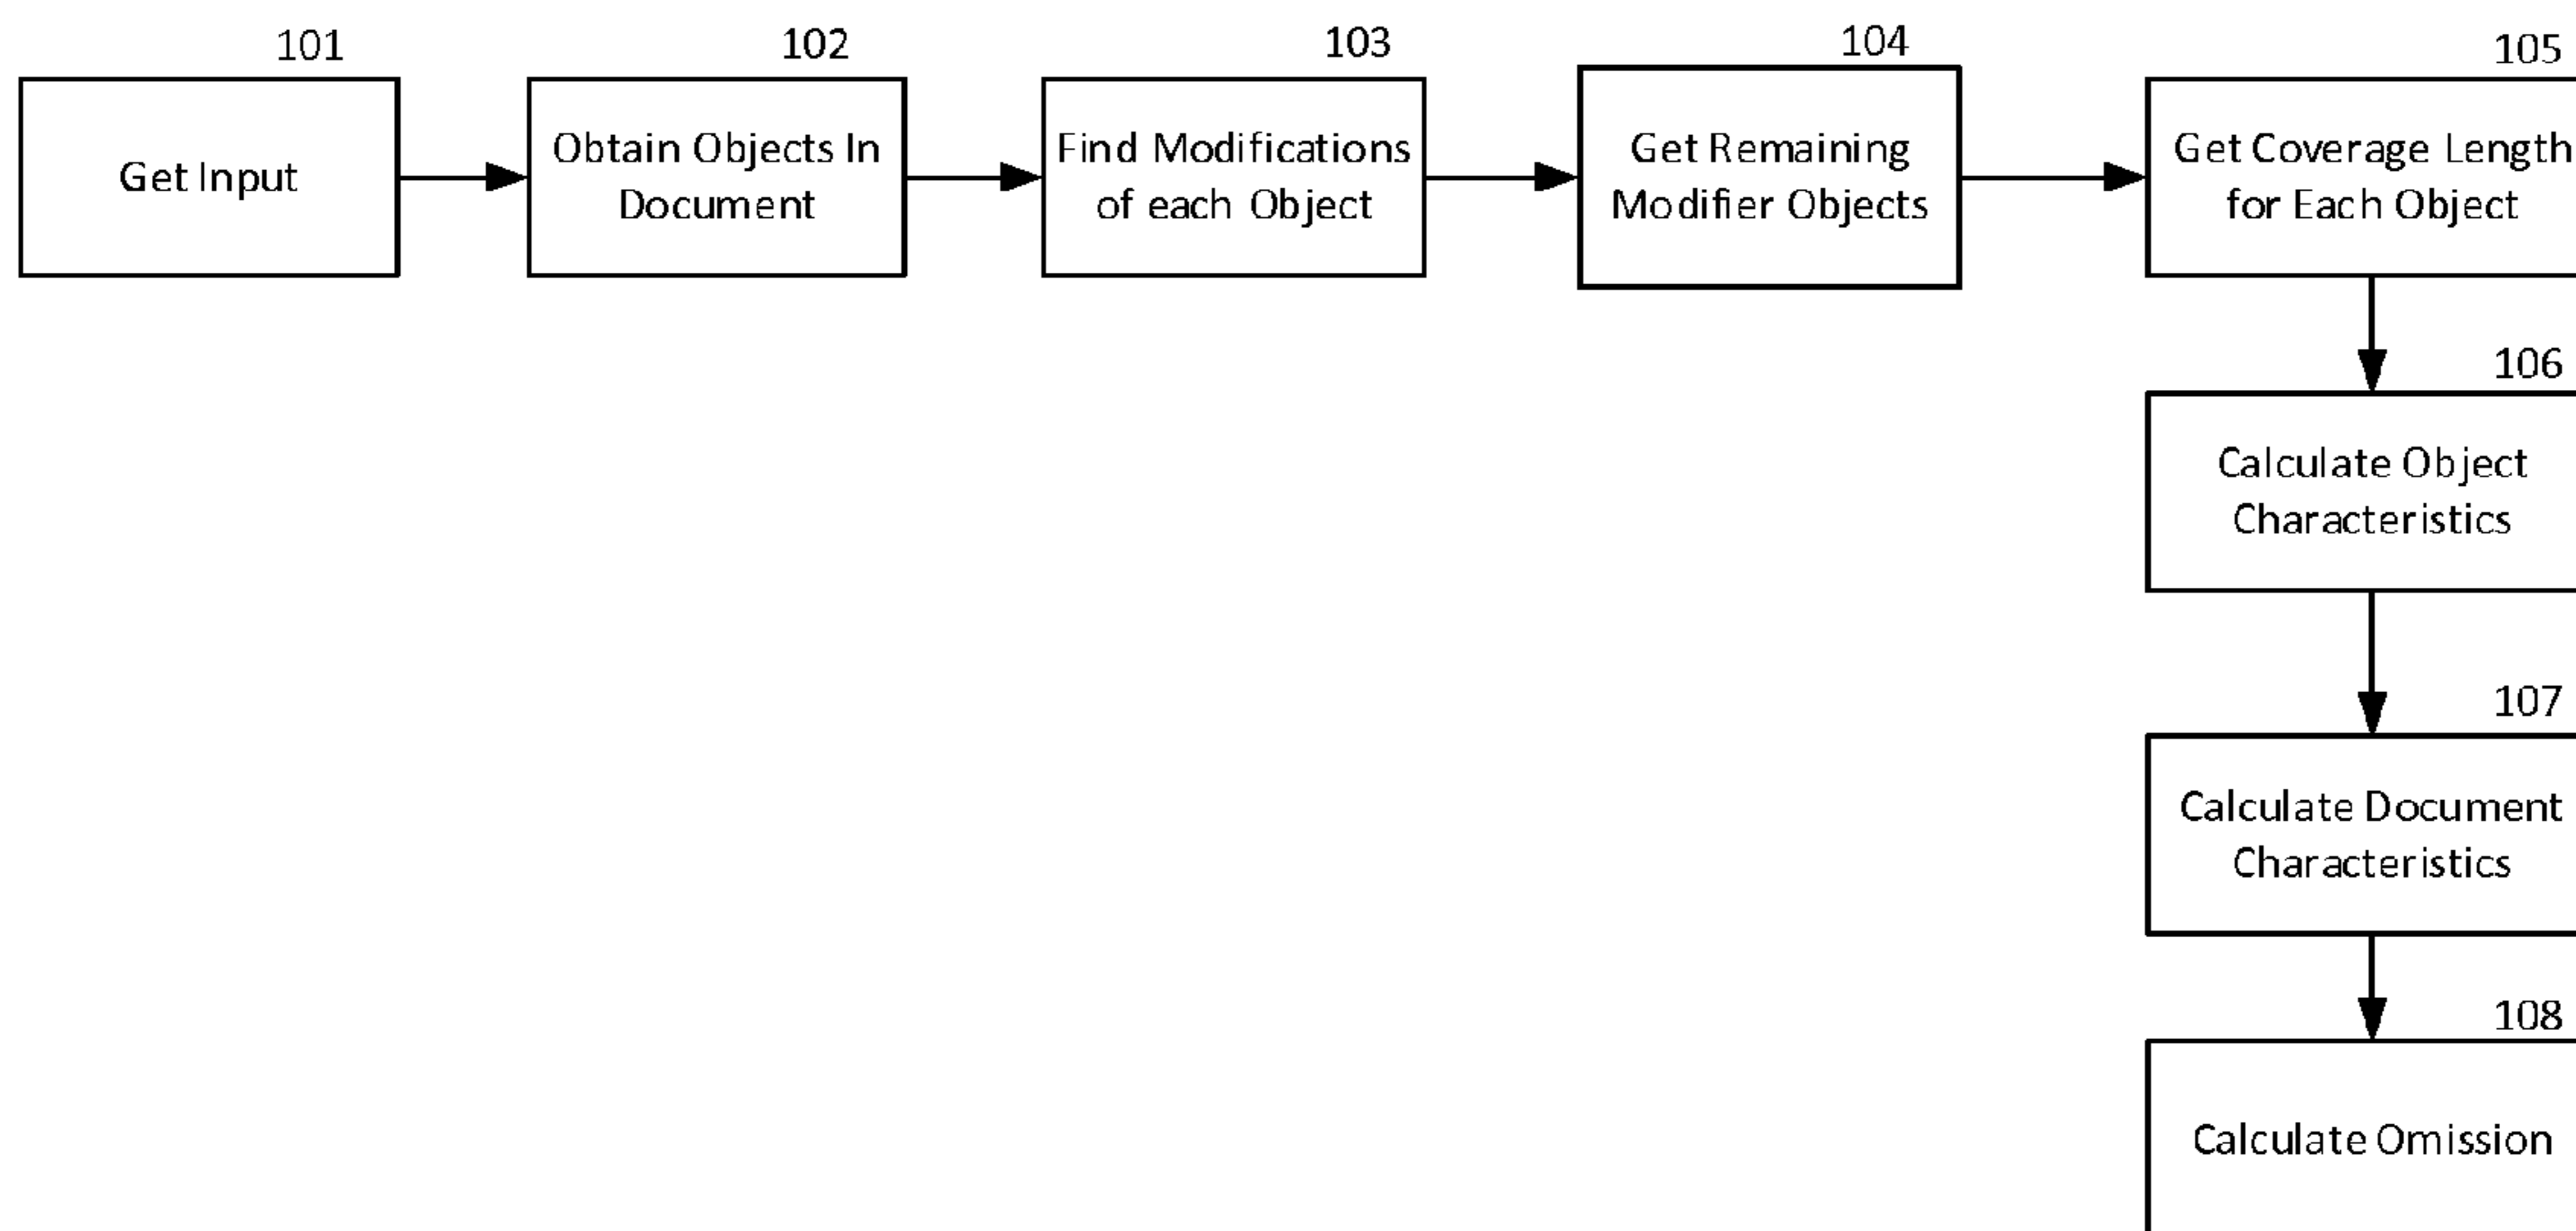 101
Get Input
102
Obtain Objects In
Document
103
Find Modifications
of each Object
104
Get Remaining
Modifier Objects
105
Get Coverage Length
for Each Object
106
Calculate Object
Characteristics
107
Calculate Document
Characteristics
108
Calculate Omission